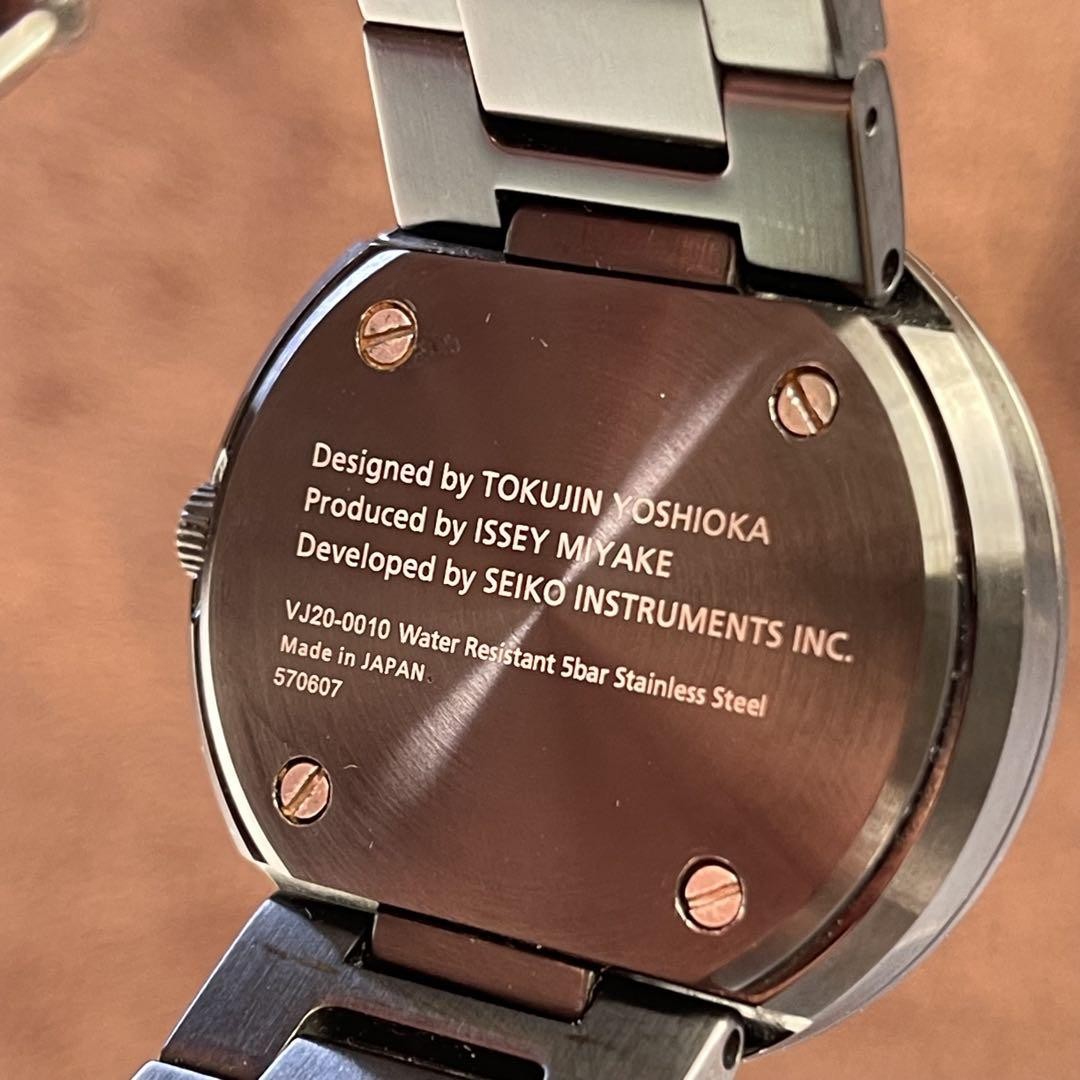 Designed by TOKUJIN YOSHIOKA
Produced by ISSEY MIYAKE
Developed by SEIKO INSTRUMENTS INC.
VJ20-0010 Water Resistant 5bar Stainless Steel
Made in JAPAN
570607